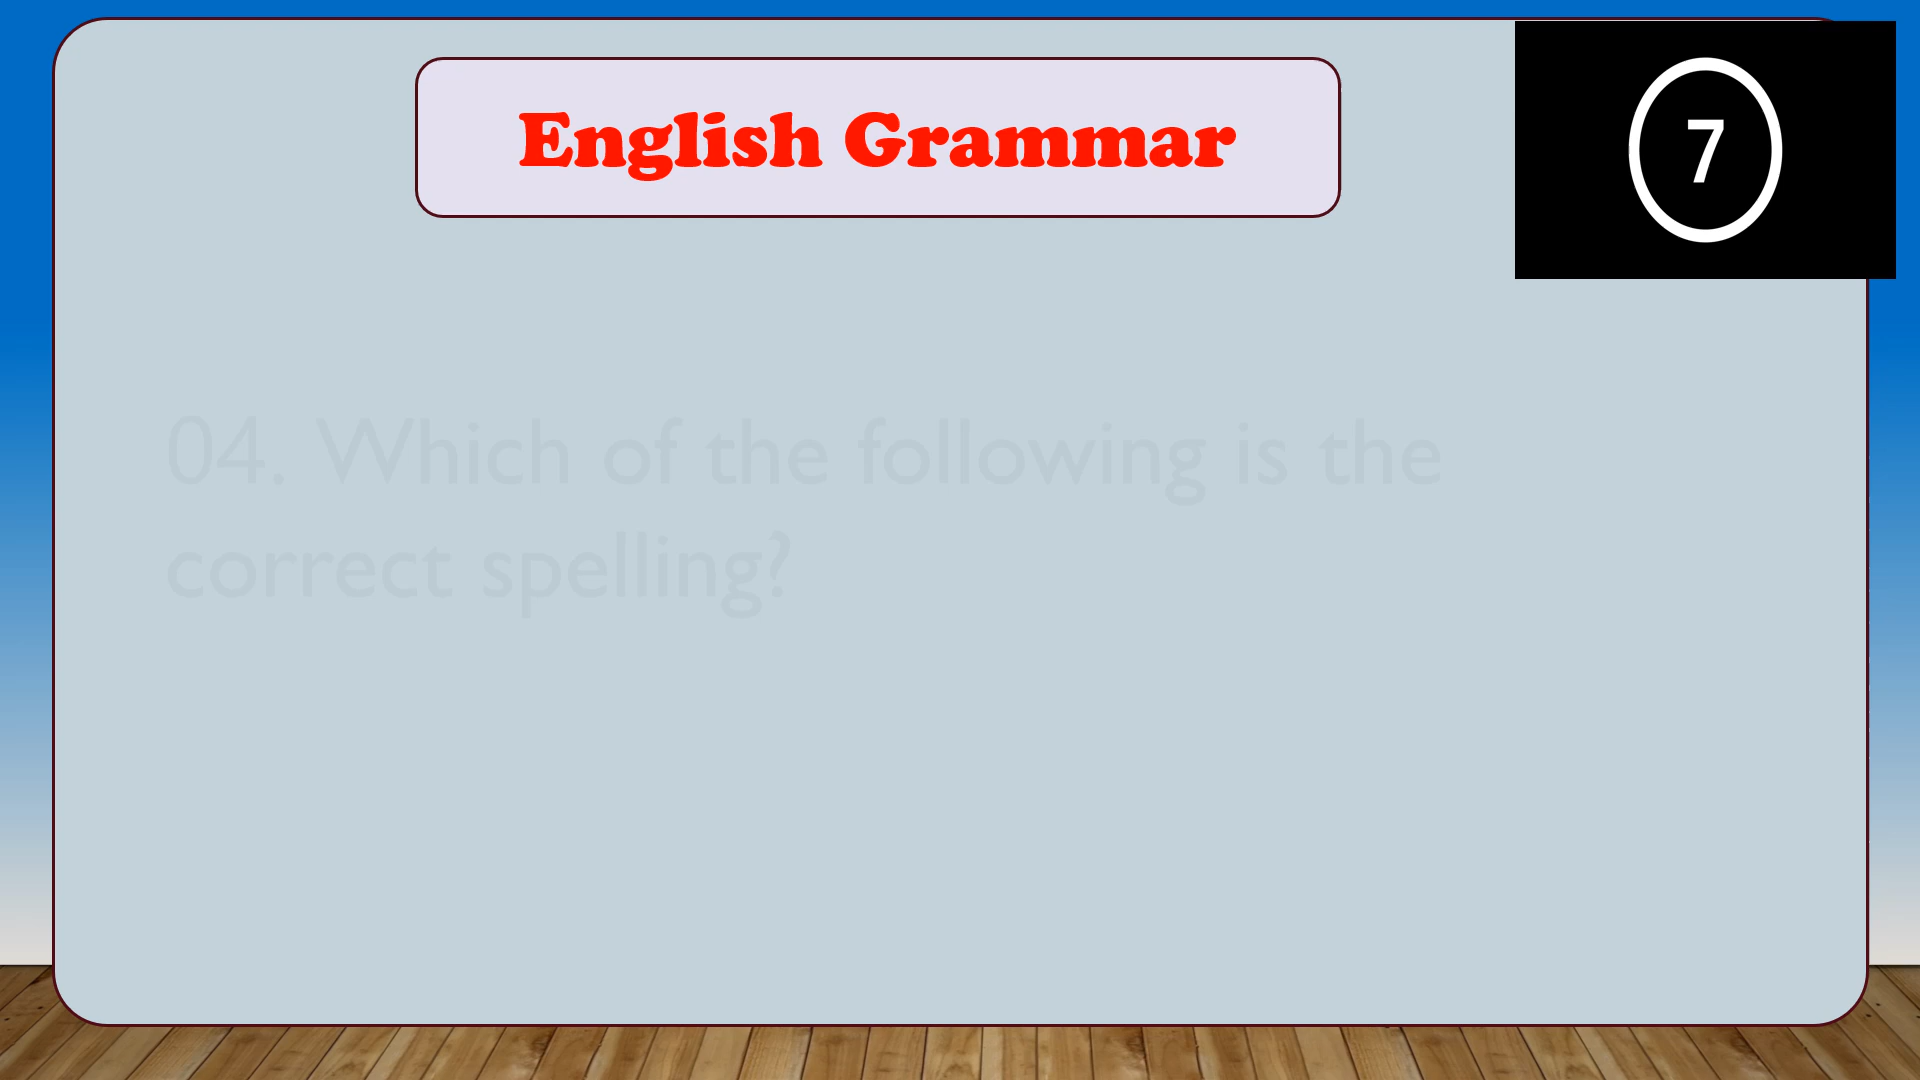 English Grammar
7
04. Which of the following is the
correct spelling?